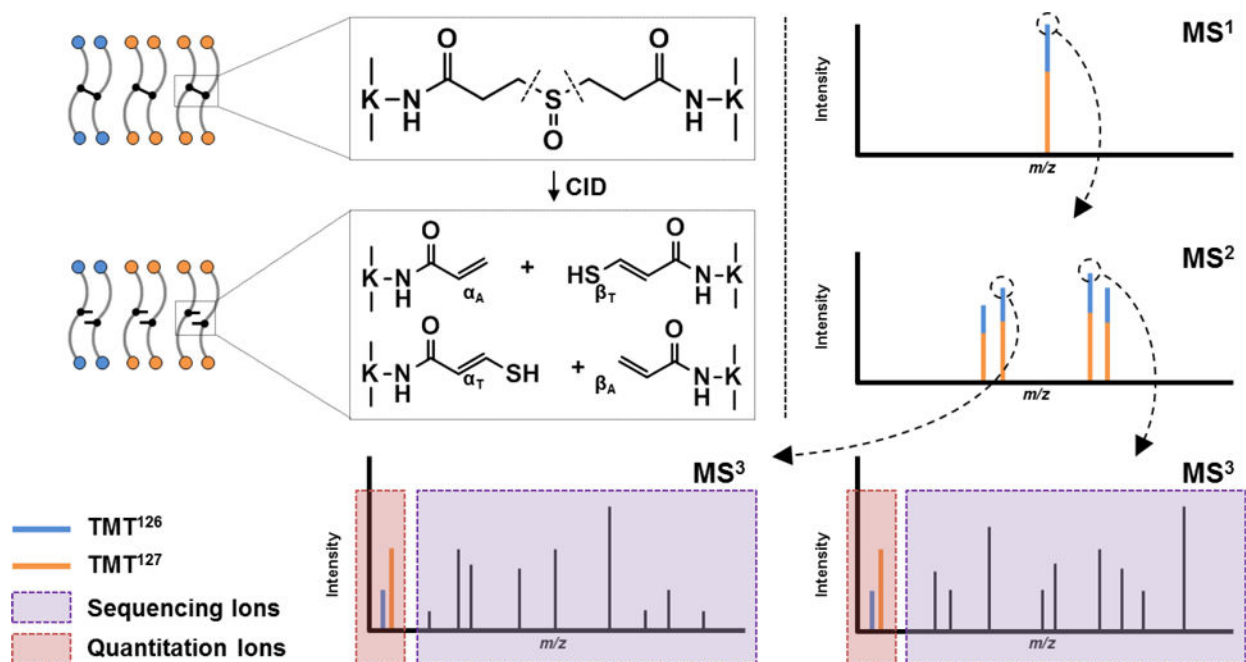 MS¹
Intensity
m/z
O
O
K
N
H
S
O
N
H
K
CID
O
K
N
H
αA
+
HS
βT
O
N
H
K
O
K
N
H
αT
SH
+
βA
O
N
H
K
MS²
Intensity
m/z
MS³
Intensity
m/z
MS³
Intensity
m/z
TMT¹²⁶
TMT¹²⁷
Sequencing Ions
Quantitation Ions